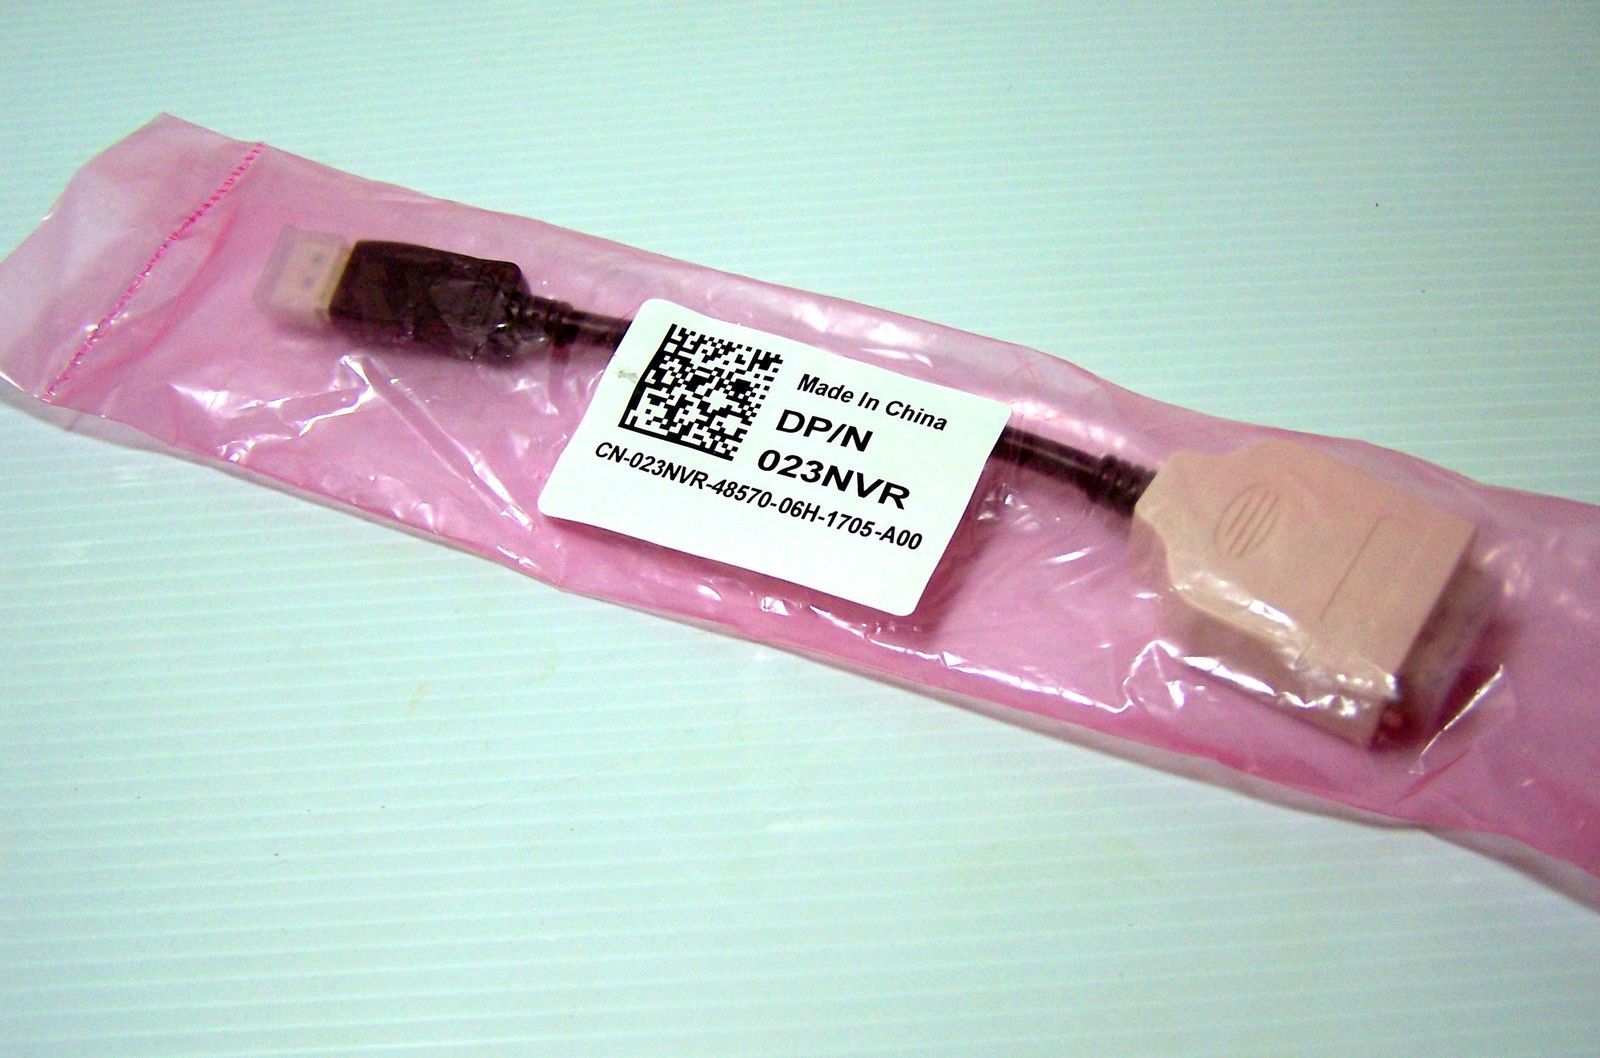 Made In China
DP/N
023NVR
CN-023NVR-48570-06H-1705-A00